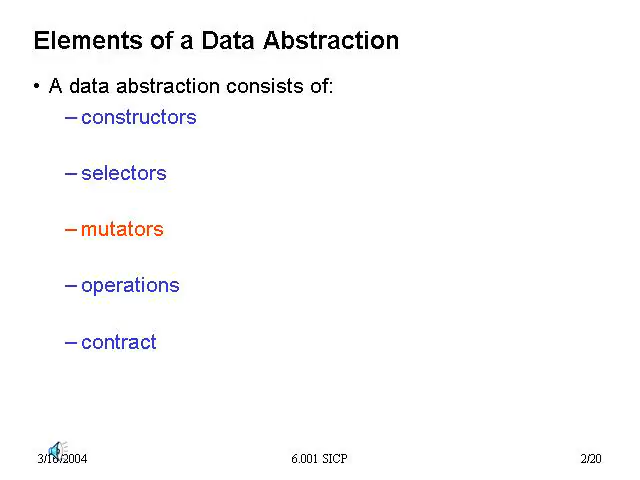 Elements of a Data Abstraction
• A data abstraction consists of:
– constructors
– selectors
– mutators
– operations
– contract
3/16/2004 6.001 SICP 2/20